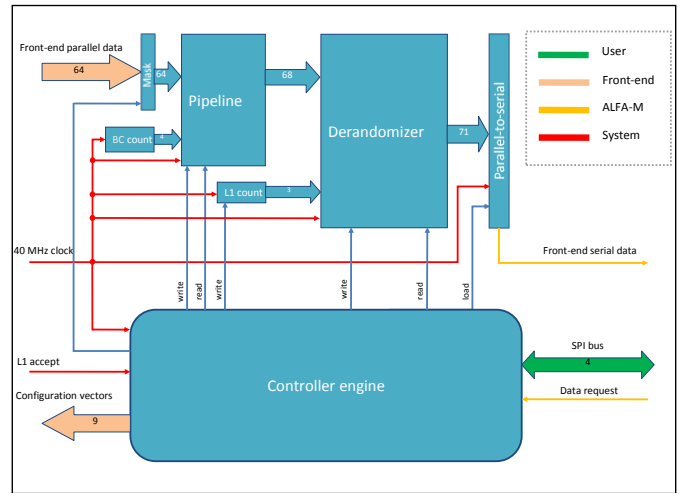 Front-end parallel data
64
Mask
64
Pipeline
68
Derandomizer
71
Parallel-to-serial
User
Front-end
ALFA-M
System
BC count
4
L1 count
3
40 MHz clock
Front-end serial data
write
read
write
write
read
load
L1 accept
Controller engine
SPI bus
4
Data request
Configuration vectors
9